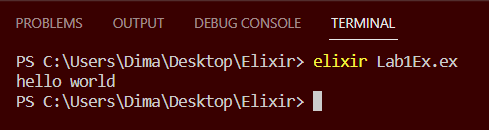 PROBLEMS OUTPUT DEBUG CONSOLE TERMINAL
PS C:\Users\Dima\Desktop\Elixir> elixir Lab1Ex.ex
hello world
PS C:\Users\Dima\Desktop\Elixir>